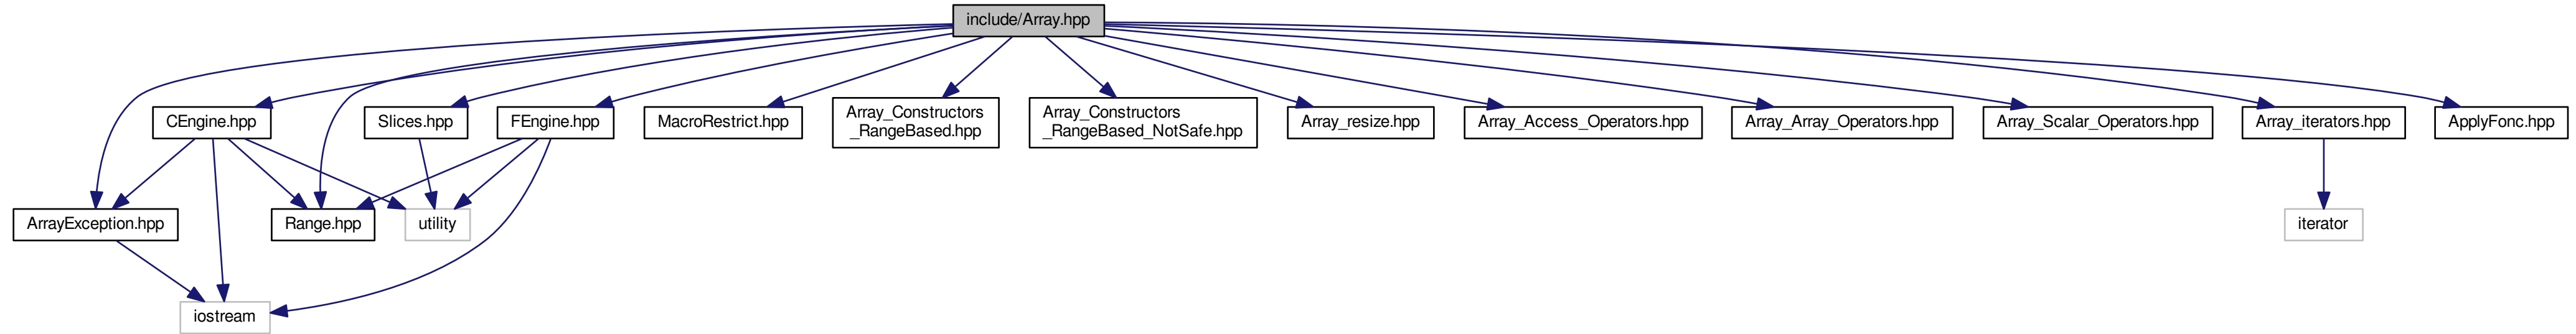 include/Array.hpp
CEngine.hpp
Slices.hpp
FEngine.hpp
MacroRestrict.hpp
Array_Constructors
_RangeBased.hpp
Array_Constructors
_RangeBased_NotSafe.hpp
Array_resize.hpp
Array_Access_Operators.hpp
Array_Array_Operators.hpp
Array_Scalar_Operators.hpp
Array_iterators.hpp
ApplyFonc.hpp
ArrayException.hpp
Range.hpp
utility
iterator
iostream